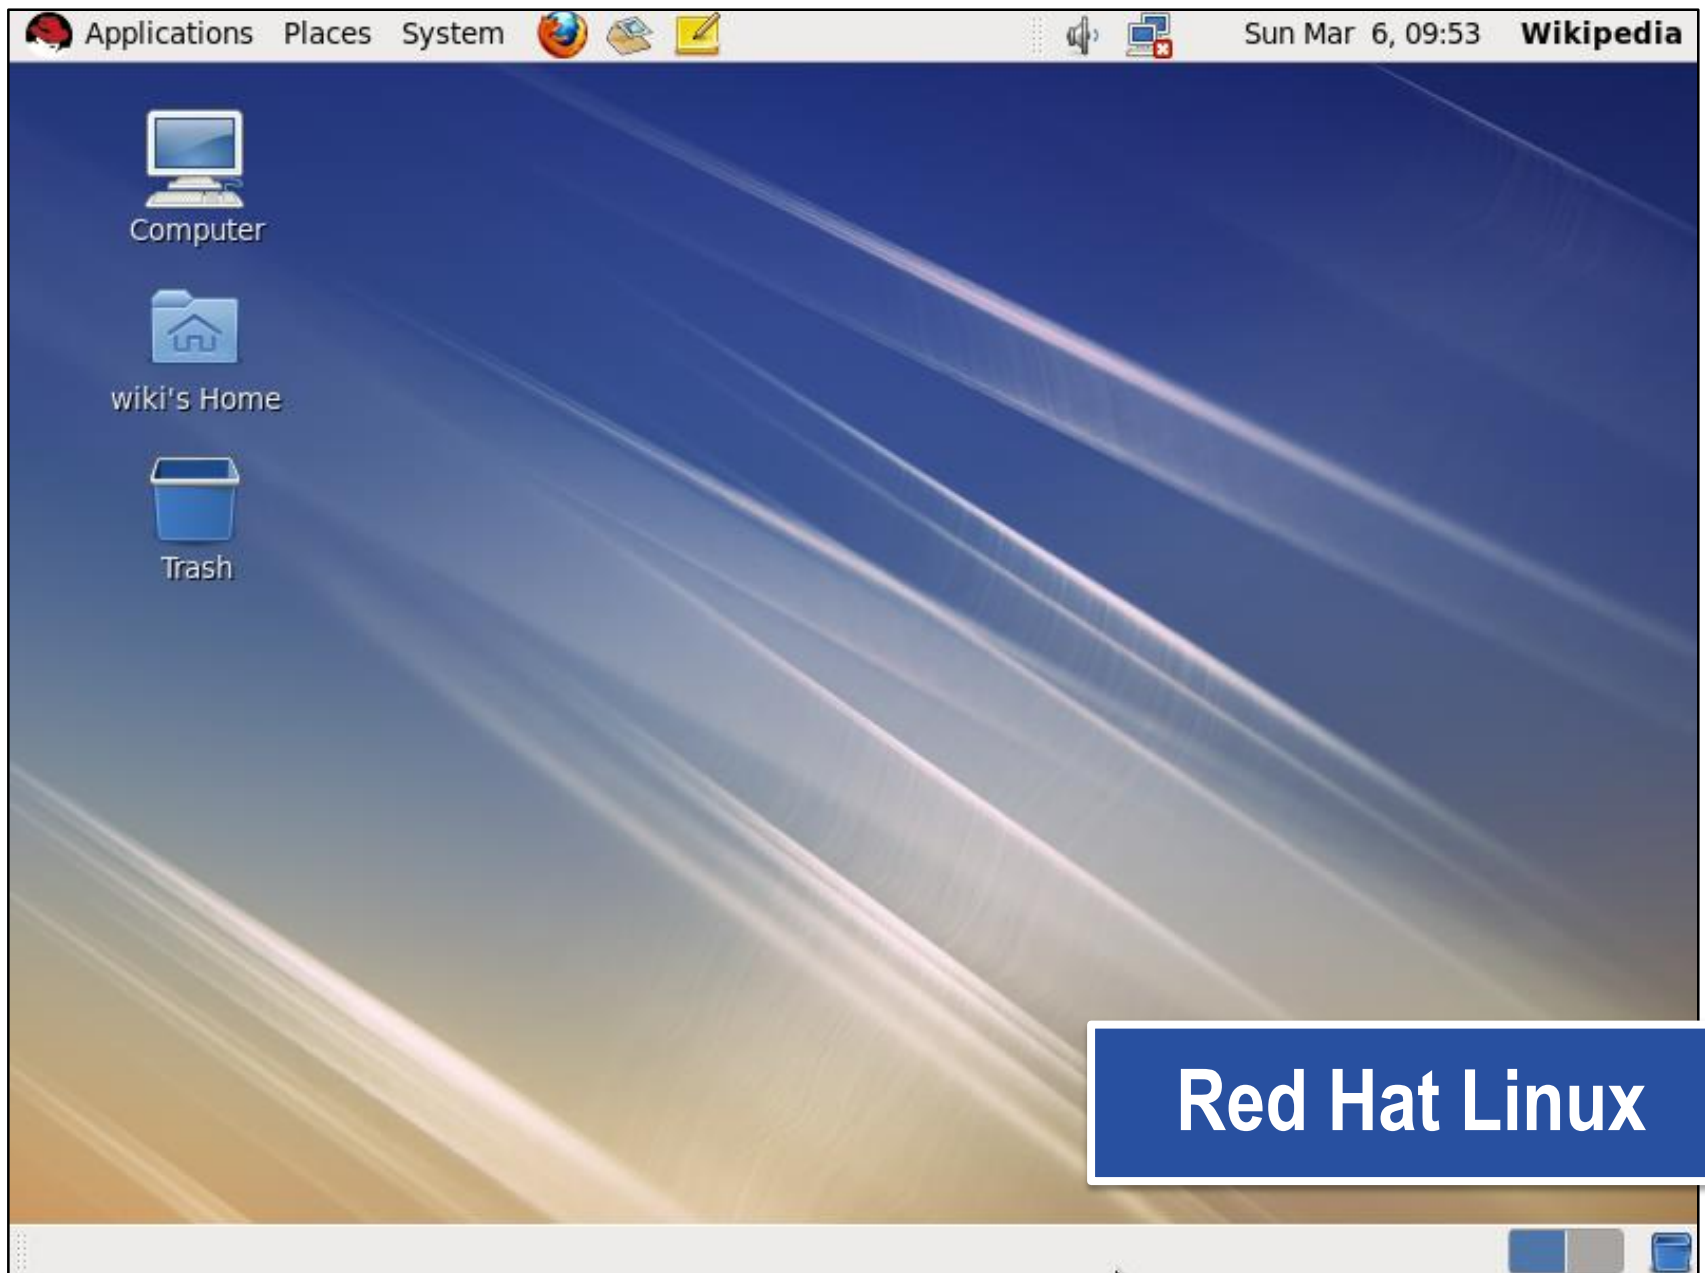 Applications Places System Sun Mar 6, 09:53 Wikipedia
Computer
wiki's Home
Trash
Red Hat Linux